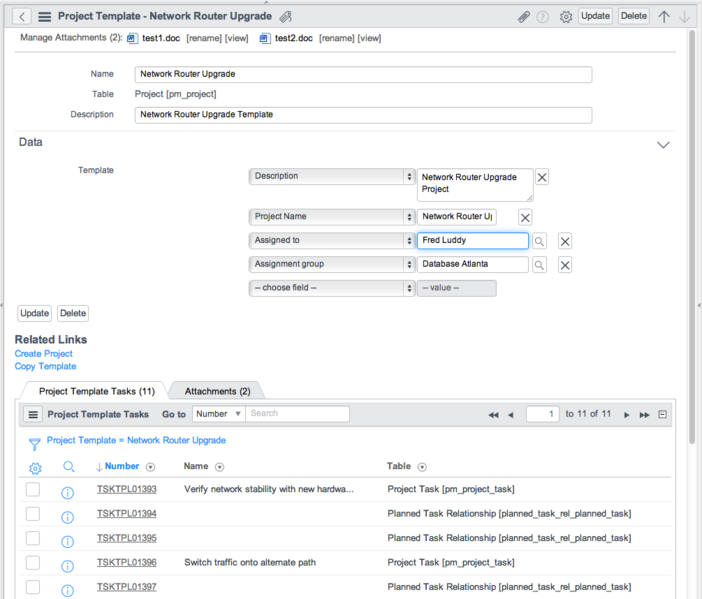 Project Template - Network Router Upgrade Update Delete
Manage Attachments (2): test1.doc [rename] [view] test2.doc [rename] [view]
Name Network Router Upgrade
Table Project [pm_project]
Description Network Router Upgrade Template
Data
Template Description Network Router Upgrade
Project
Project Name Network Router Up
Assigned to Fred Luddy
Assignment group Database Atlanta
-- choose field -- -- value --
Update Delete
Related Links
Create Project
Copy Template
Project Template Tasks (11) Attachments (2)
Project Template Tasks Go to Number Search 1 to 11 of 11
Project Template = Network Router Upgrade
Number Name Table
TSKTPL01393 Verify network stability with new hardwa... Project Task [pm_project_task]
TSKTPL01394 Planned Task Relationship [planned_task_rel_planned_task]
TSKTPL01395 Planned Task Relationship [planned_task_rel_planned_task]
TSKTPL01396 Switch traffic onto alternate path Project Task [pm_project_task]
TSKTPL01397 Planned Task Relationship [planned_task_rel_planned_task]